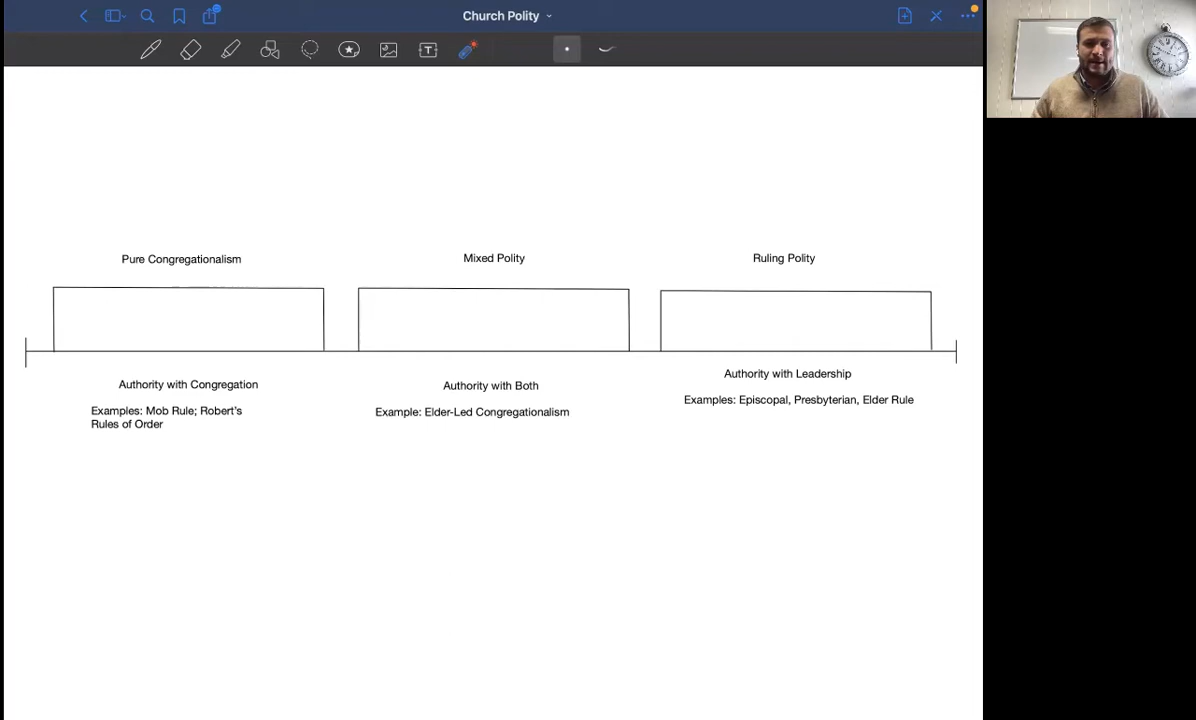 Church Polity
T
Pure Congregationalism
Mixed Polity
Ruling Polity
Authority with Congregation
Examples: Mob Rule; Robert's
Rules of Order
Authority with Both
Example: Elder-Led Congregationalism
Authority with Leadership
Examples: Episcopal, Presbyterian, Elder Rule